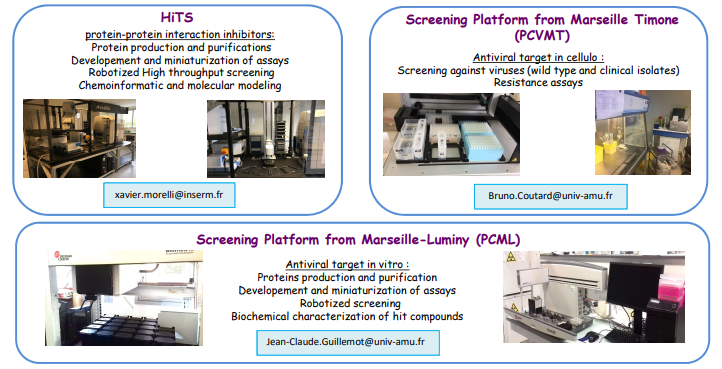 HiTS
protein-protein interaction inhibitors:
Protein production and purifications
Developement and miniaturization of assays
Robotized High throughput screening
Chemoinformatic and molecular modeling
xavier.morelli@inserm.fr
Screening Platform from Marseille Timone
(PCVMT)
Antiviral target in cellulo :
Screening against viruses (wild type and clinical isolates)
Resistance assays
Bruno.Coutard@univ-amu.fr
Screening Platform from Marseille-Luminy (PCML)
Antiviral target in vitro :
Proteins production and purification
Developement and miniaturization of assays
Robotized screening
Biochemical characterization of hit compounds
Jean-Claude.Guillemot@univ-amu.fr